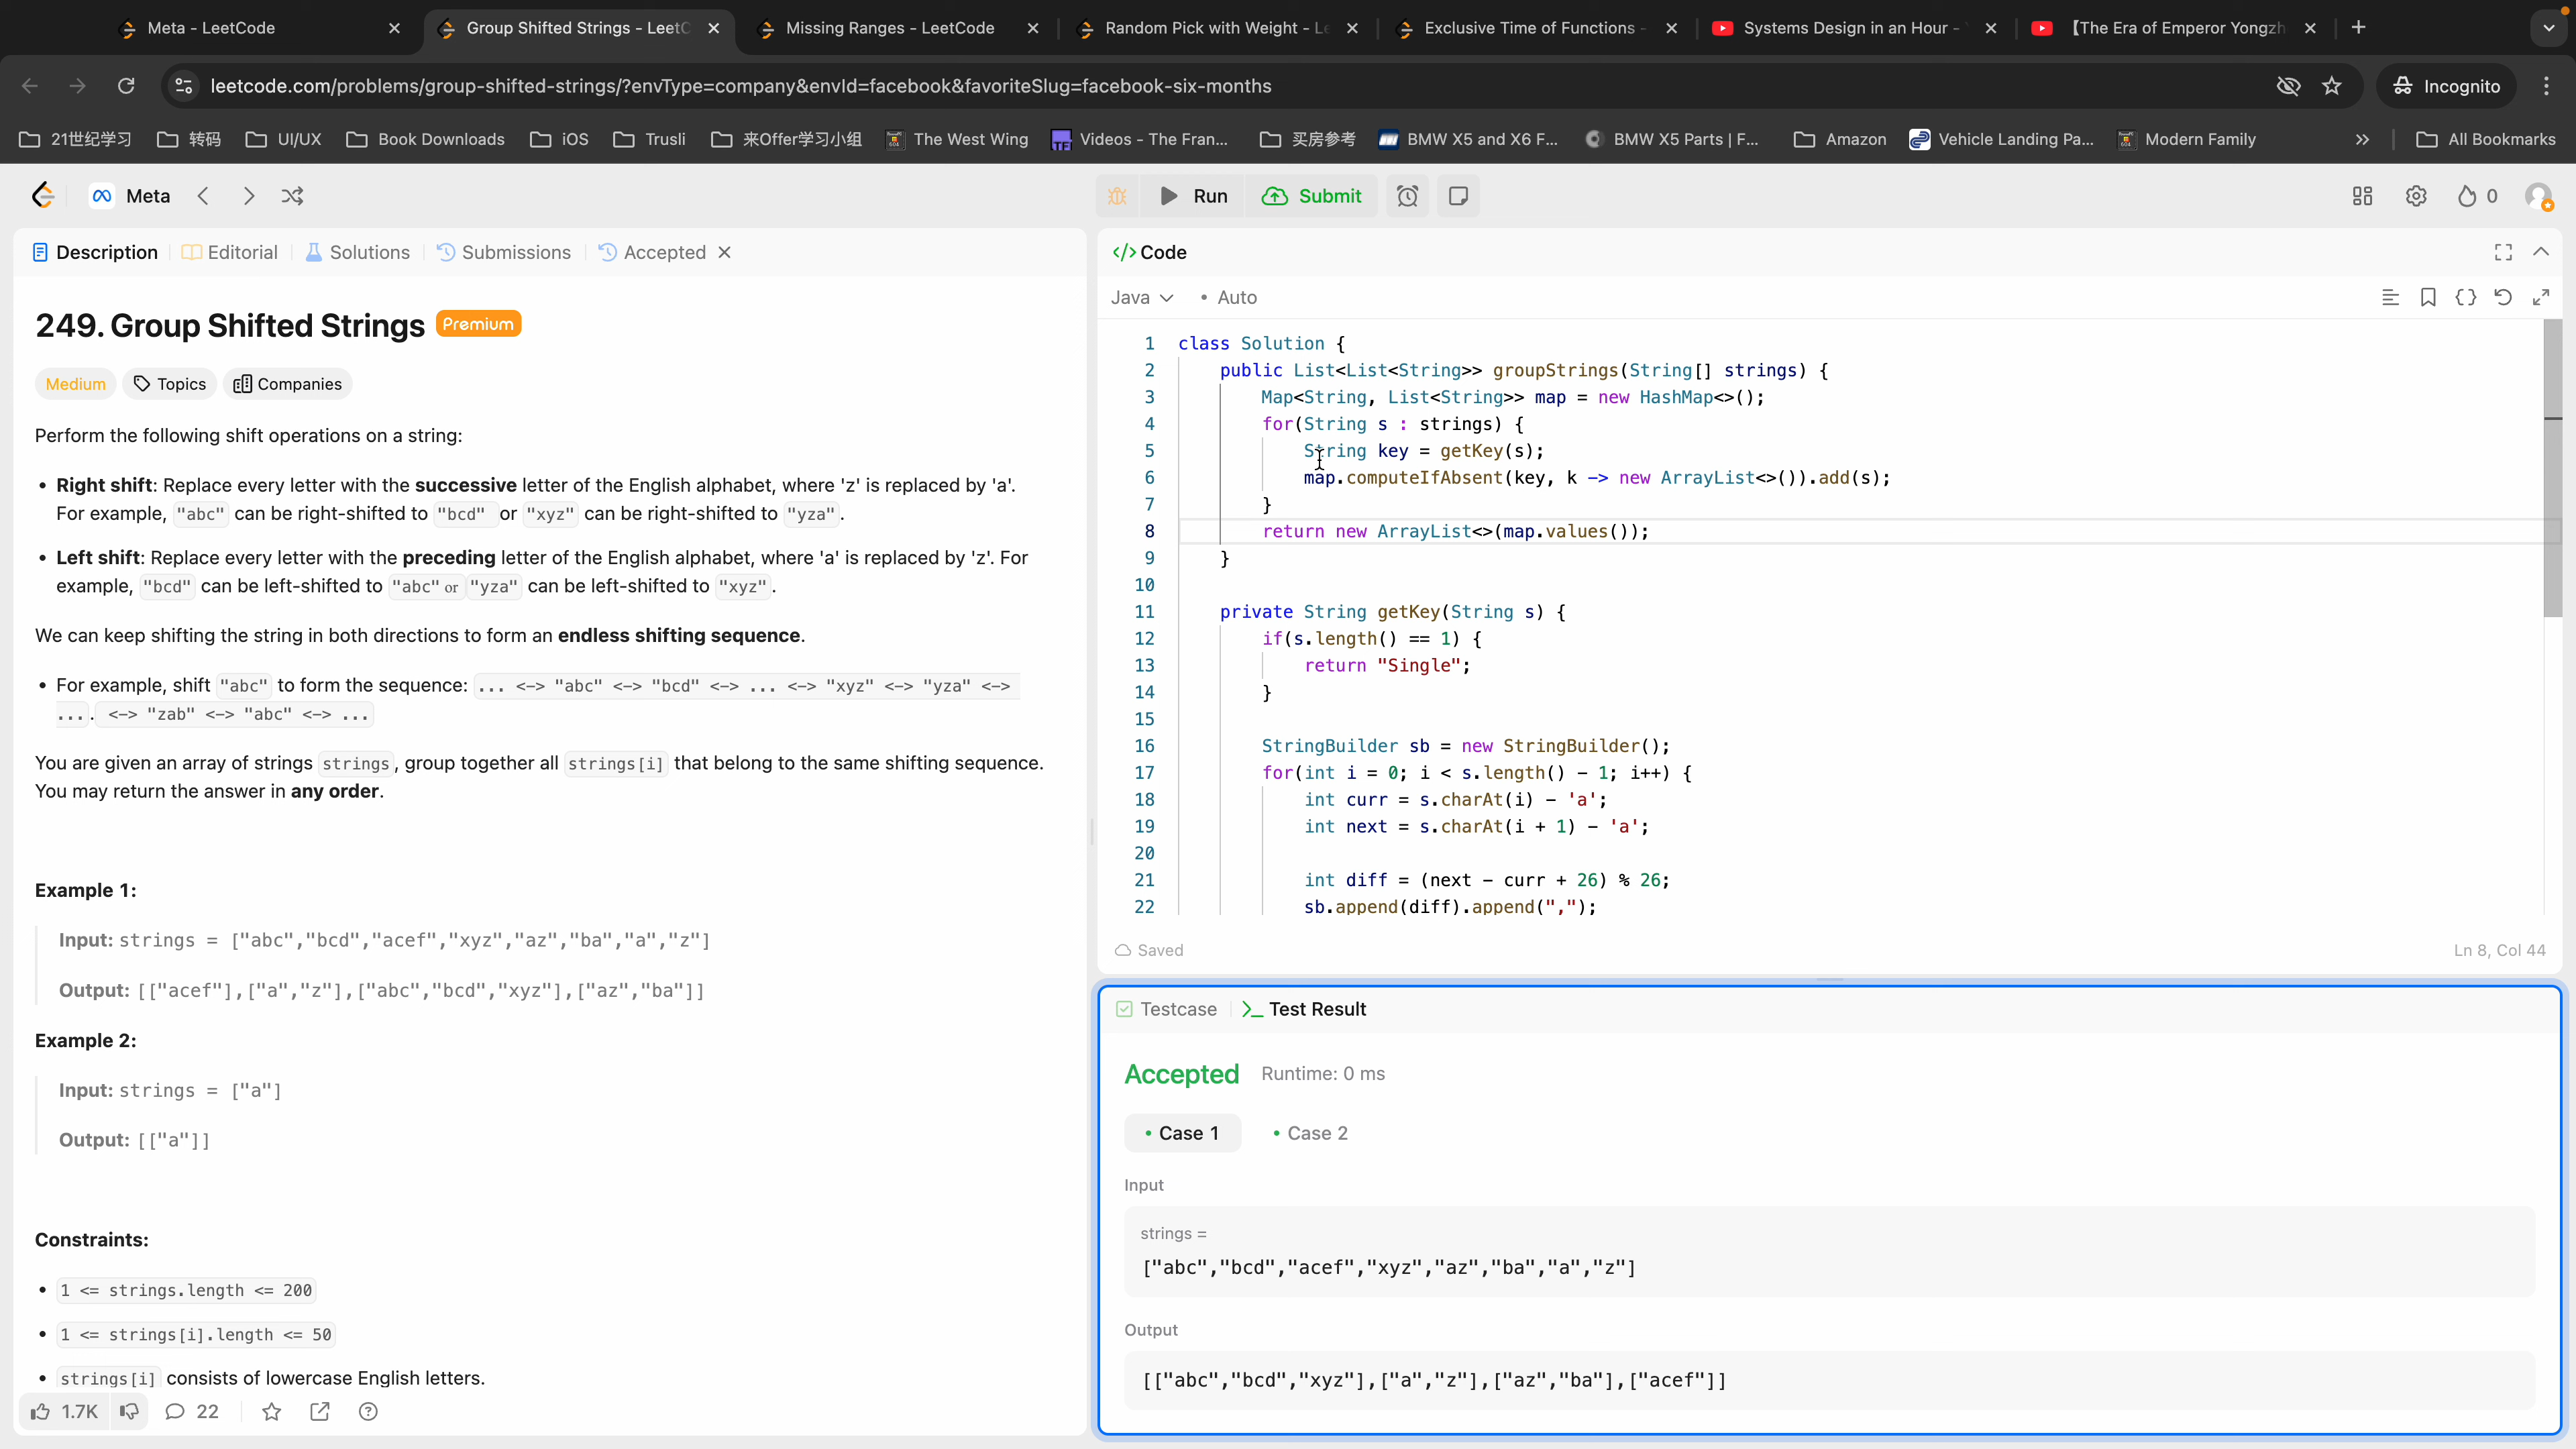 Meta - LeetCode
Group Shifted Strings - LeetC
Missing Ranges - LeetCode
Random Pick with Weight - Le
Exclusive Time of Functions -
Systems Design in an Hour - 
【The Era of Emperor Yongzh
leetcode.com/problems/group-shifted-strings/?envType=company&envId=facebook&favoriteSlug=facebook-six-months
Incognito
21世纪学习
转码
UI/UX
Book Downloads
iOS
Trusli
来Offer学习小组
The West Wing
Videos - The Fran...
买房参考
BMW X5 and X6 F...
BMW X5 Parts | F...
Amazon
Vehicle Landing Pa...
Modern Family
All Bookmarks
Meta
Run
Submit
0
Description
Editorial
Solutions
Submissions
Accepted
249. Group Shifted Strings
Premium
Medium
Topics
Companies
Perform the following shift operations on a string:
• Right shift: Replace every letter with the successive letter of the English alphabet, where 'z' is replaced by 'a'.
For example, "abc" can be right-shifted to "bcd" or "xyz" can be right-shifted to "yza".
• Left shift: Replace every letter with the preceding letter of the English alphabet, where 'a' is replaced by 'z'. For
example, "bcd" can be left-shifted to "abc" or "yza" can be left-shifted to "xyz".
We can keep shifting the string in both directions to form an endless shifting sequence.
• For example, shift "abc" to form the sequence: ... <-> "abc" <-> "bcd" <-> ... <-> "xyz" <-> "yza" <->
.... <-> "zab" <-> "abc" <-> ...
You are given an array of strings strings, group together all strings[i] that belong to the same shifting sequence.
You may return the answer in any order.
Example 1:
Input: strings = ["abc","bcd","acef","xyz","az","ba","a","z"]
Output: [["acef"],["a","z"],["abc","bcd","xyz"],["az","ba"]]
Example 2:
Input: strings = ["a"]
Output: [["a"]]
Constraints:
• 1 <= strings.length <= 200
• 1 <= strings[i].length <= 50
• strings[i] consists of lowercase English letters.
1.7K
22
Code
Java
• Auto
1 class Solution {
2 public List<List<String>> groupStrings(String[] strings) {
3 Map<String, List<String>> map = new HashMap<>();
4 for(String s : strings) {
5 String key = getKey(s);
6 map.computeIfAbsent(key, k -> new ArrayList<>()).add(s);
7 }
8 return new ArrayList<>(map.values());
9 }
10
11 private String getKey(String s) {
12 if(s.length() == 1) {
13 return "Single";
14 }
15
16 StringBuilder sb = new StringBuilder();
17 for(int i = 0; i < s.length() - 1; i++) {
18 int curr = s.charAt(i) - 'a';
19 int next = s.charAt(i + 1) - 'a';
20
21 int diff = (next - curr + 26) % 26;
22 sb.append(diff).append(",");
Saved
Ln 8, Col 44
Testcase
Test Result
Accepted
Runtime: 0 ms
• Case 1
• Case 2
Input
strings =
["abc","bcd","acef","xyz","az","ba","a","z"]
Output
[["abc","bcd","xyz"],["a","z"],["az","ba"],["acef"]]